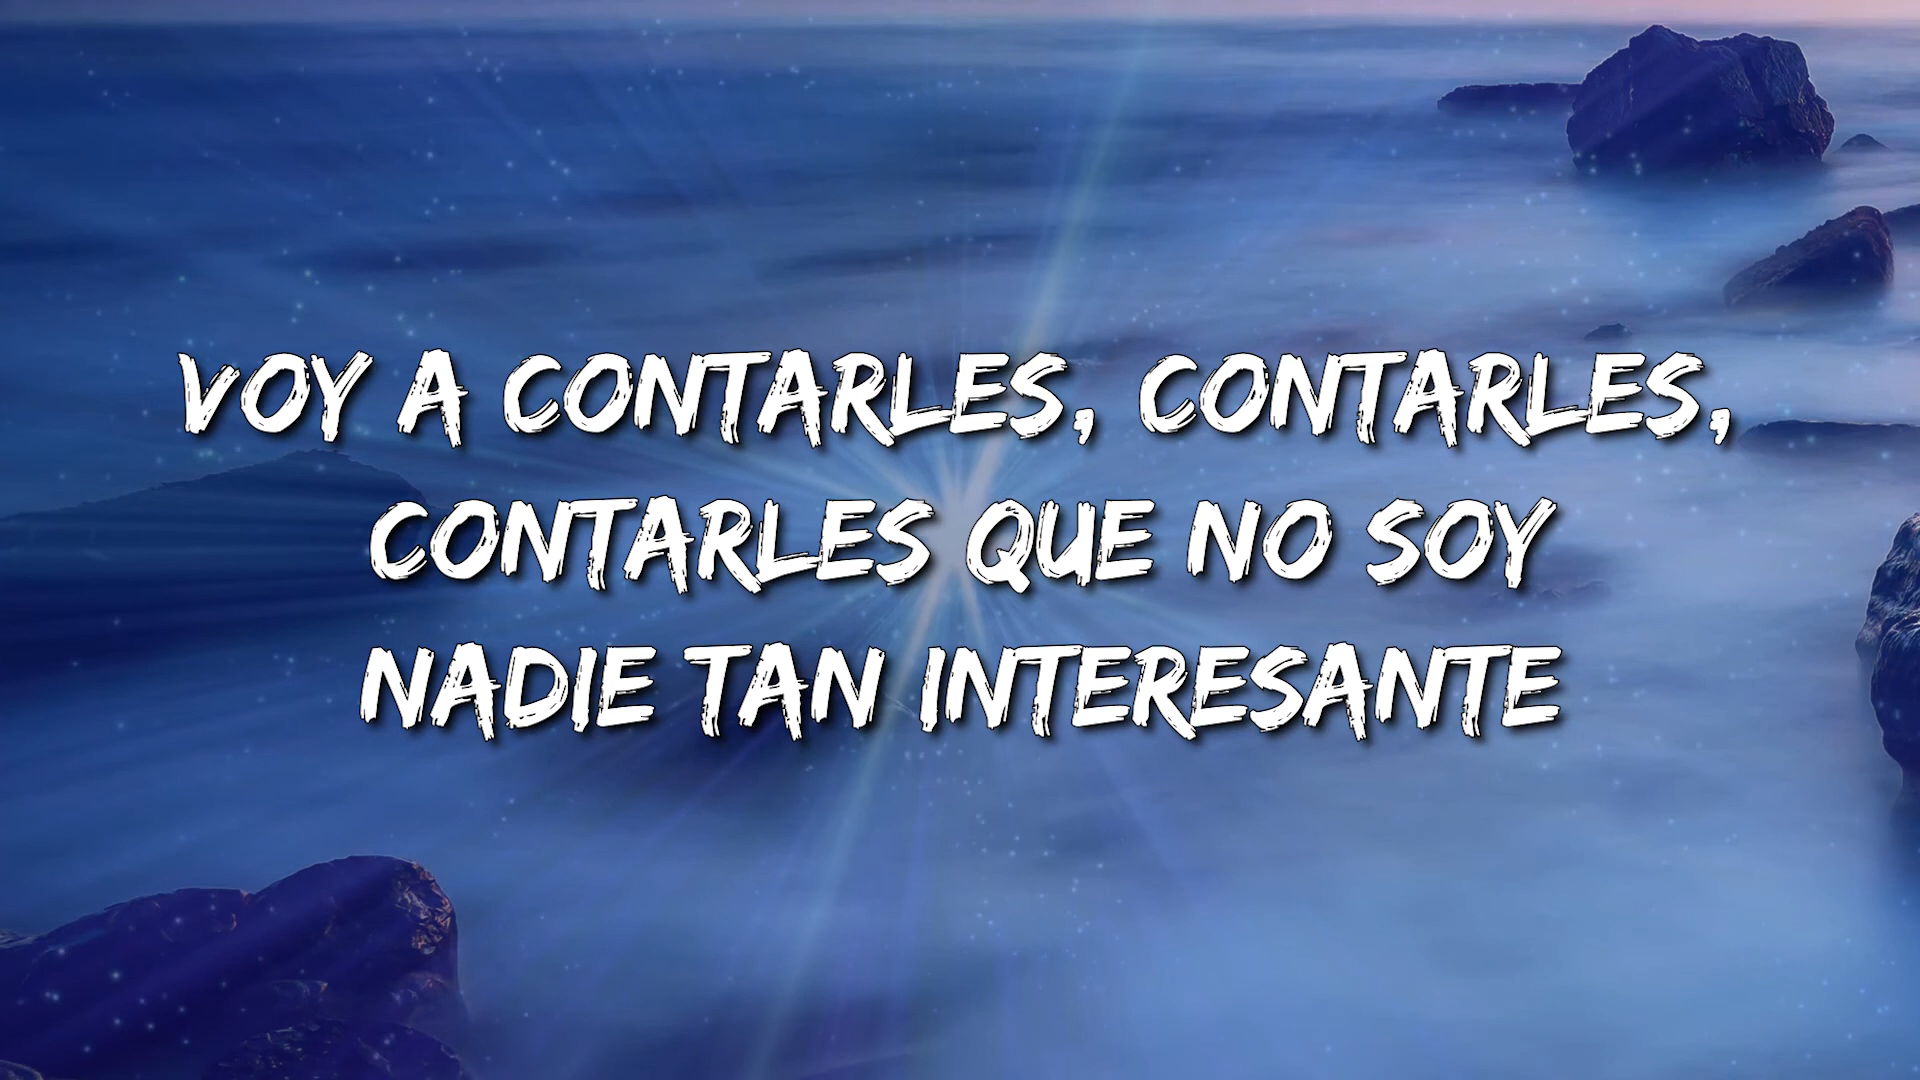 VOY A CONTARLES, CONTARLES,
CONTARLES QUE NO SOY
NADIE TAN INTERESANTE